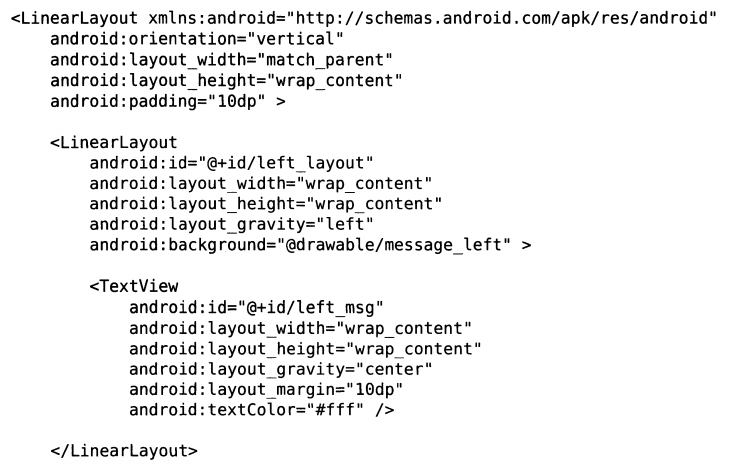 <LinearLayout xmlns:android="http://schemas.android.com/apk/res/android"
    android:orientation="vertical"
    android:layout_width="match_parent"
    android:layout_height="wrap_content"
    android:padding="10dp" >

    <LinearLayout
        android:id="@+id/left_layout"
        android:layout_width="wrap_content"
        android:layout_height="wrap_content"
        android:layout_gravity="left"
        android:background="@drawable/message_left" >

        <TextView
            android:id="@+id/left_msg"
            android:layout_width="wrap_content"
            android:layout_height="wrap_content"
            android:layout_gravity="center"
            android:layout_margin="10dp"
            android:textColor="#fff" />

    </LinearLayout>